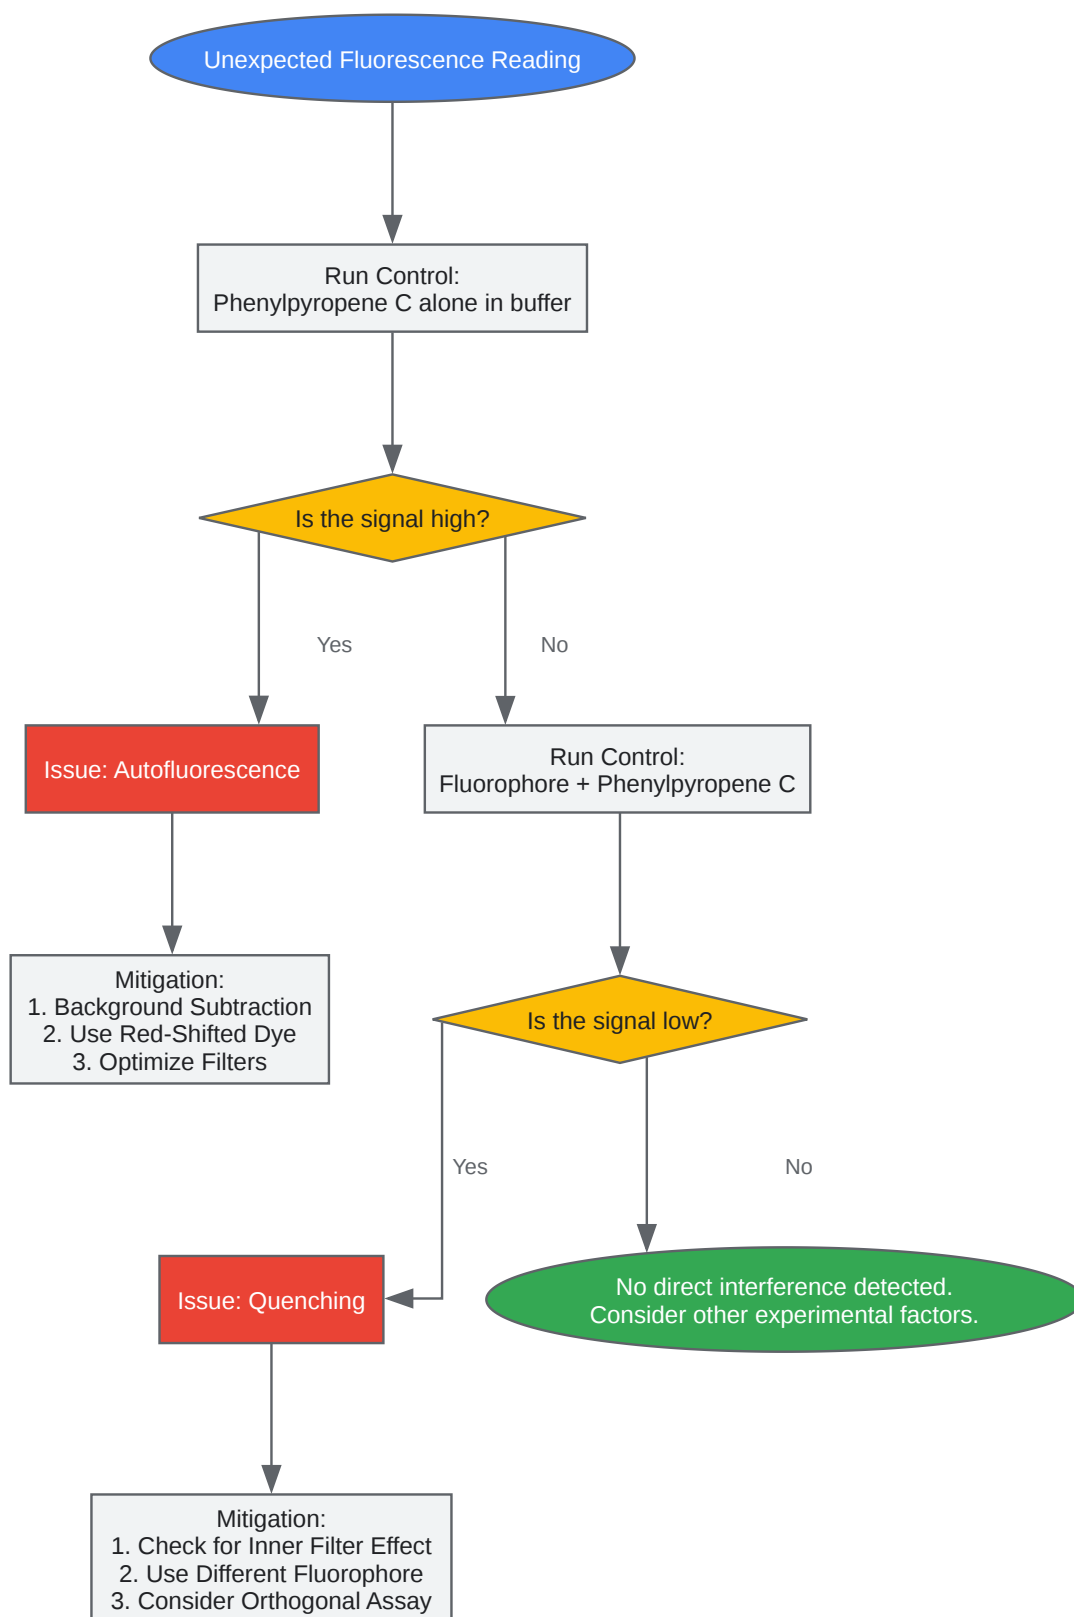 Unexpected Fluorescence Reading
Run Control:
Phenylpyropene C alone in buffer
Is the signal high?
Yes
No
Issue: Autofluorescence
Run Control:
Fluorophore + Phenylpyropene C
Mitigation:
1. Background Subtraction
2. Use Red-Shifted Dye
3. Optimize Filters
Is the signal low?
Yes
No
Issue: Quenching
No direct interference detected.
Consider other experimental factors.
Mitigation:
1. Check for Inner Filter Effect
2. Use Different Fluorophore
3. Consider Orthogonal Assay